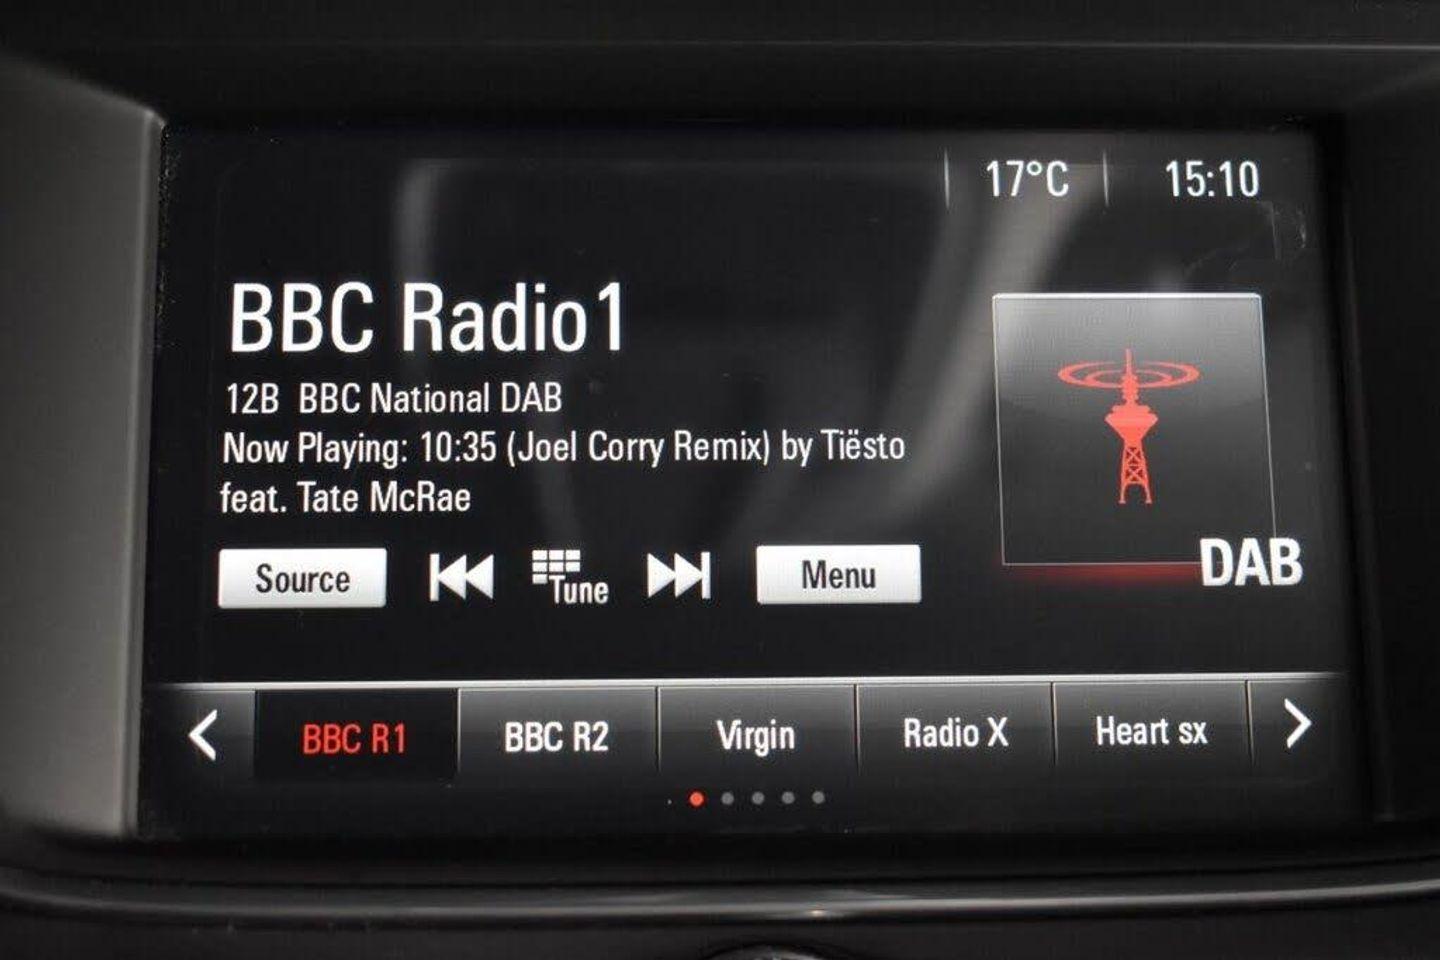 17°C 15:10
BBC Radio1
12B BBC National DAB
Now Playing: 10:35 (Joel Corry Remix) by Tiësto
feat. Tate McRae
Source Tune Menu
DAB
BBC R1 BBC R2 Virgin Radio X Heart sx